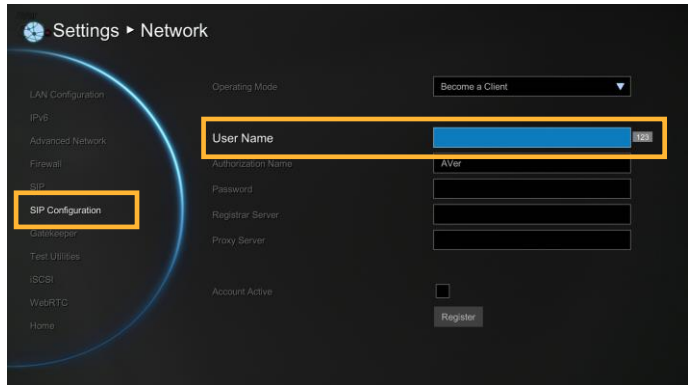 Settings ▸ Network
LAN Configuration
IPv6
Advanced Network
Firewall
SIP
SIP Configuration
Gatekeeper
Test Utilities
iSCSI
WebRTC
Home
Operating Mode
Become a Client
User Name
123
Authorization Name
AVer
Password
Registrar Server
Proxy Server
Account Active
Register